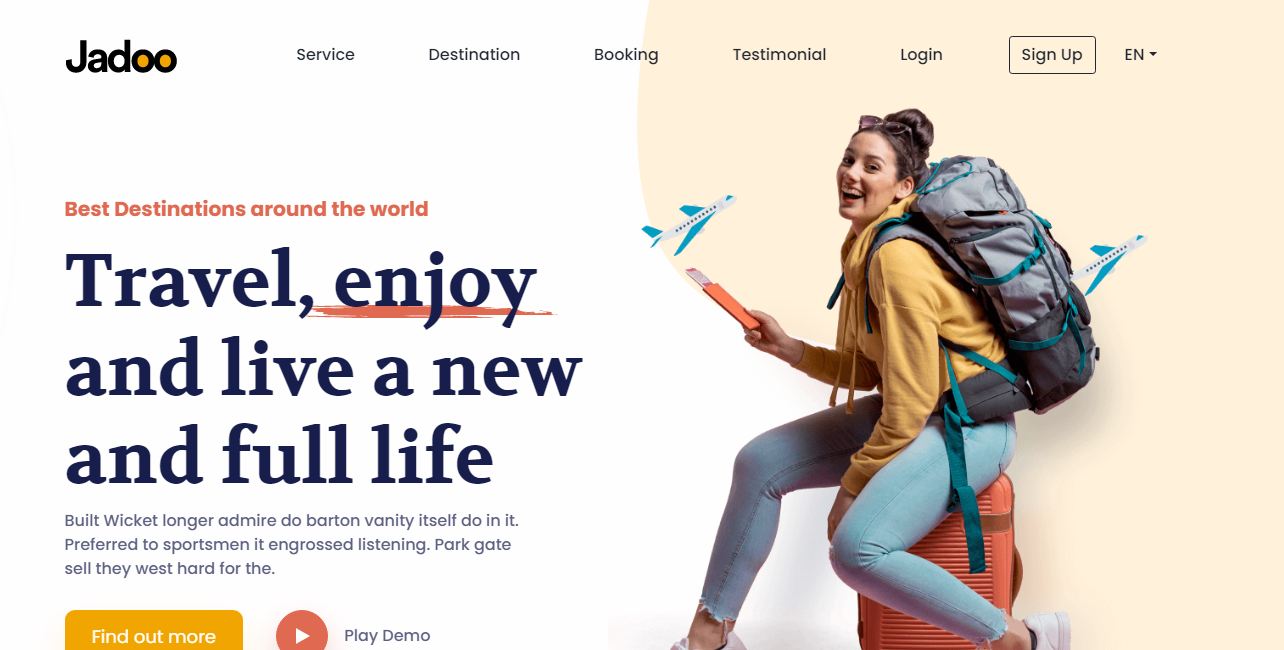 Jadoo
Service
Destination
Booking
Testimonial
Login
Sign Up
EN
Best Destinations around the world
Travel, enjoy
and live a new
and full life
Built Wicket longer admire do barton vanity itself do in it.
Preferred to sportsmen it engrossed listening. Park gate
sell they west hard for the.
Find out more
Play Demo